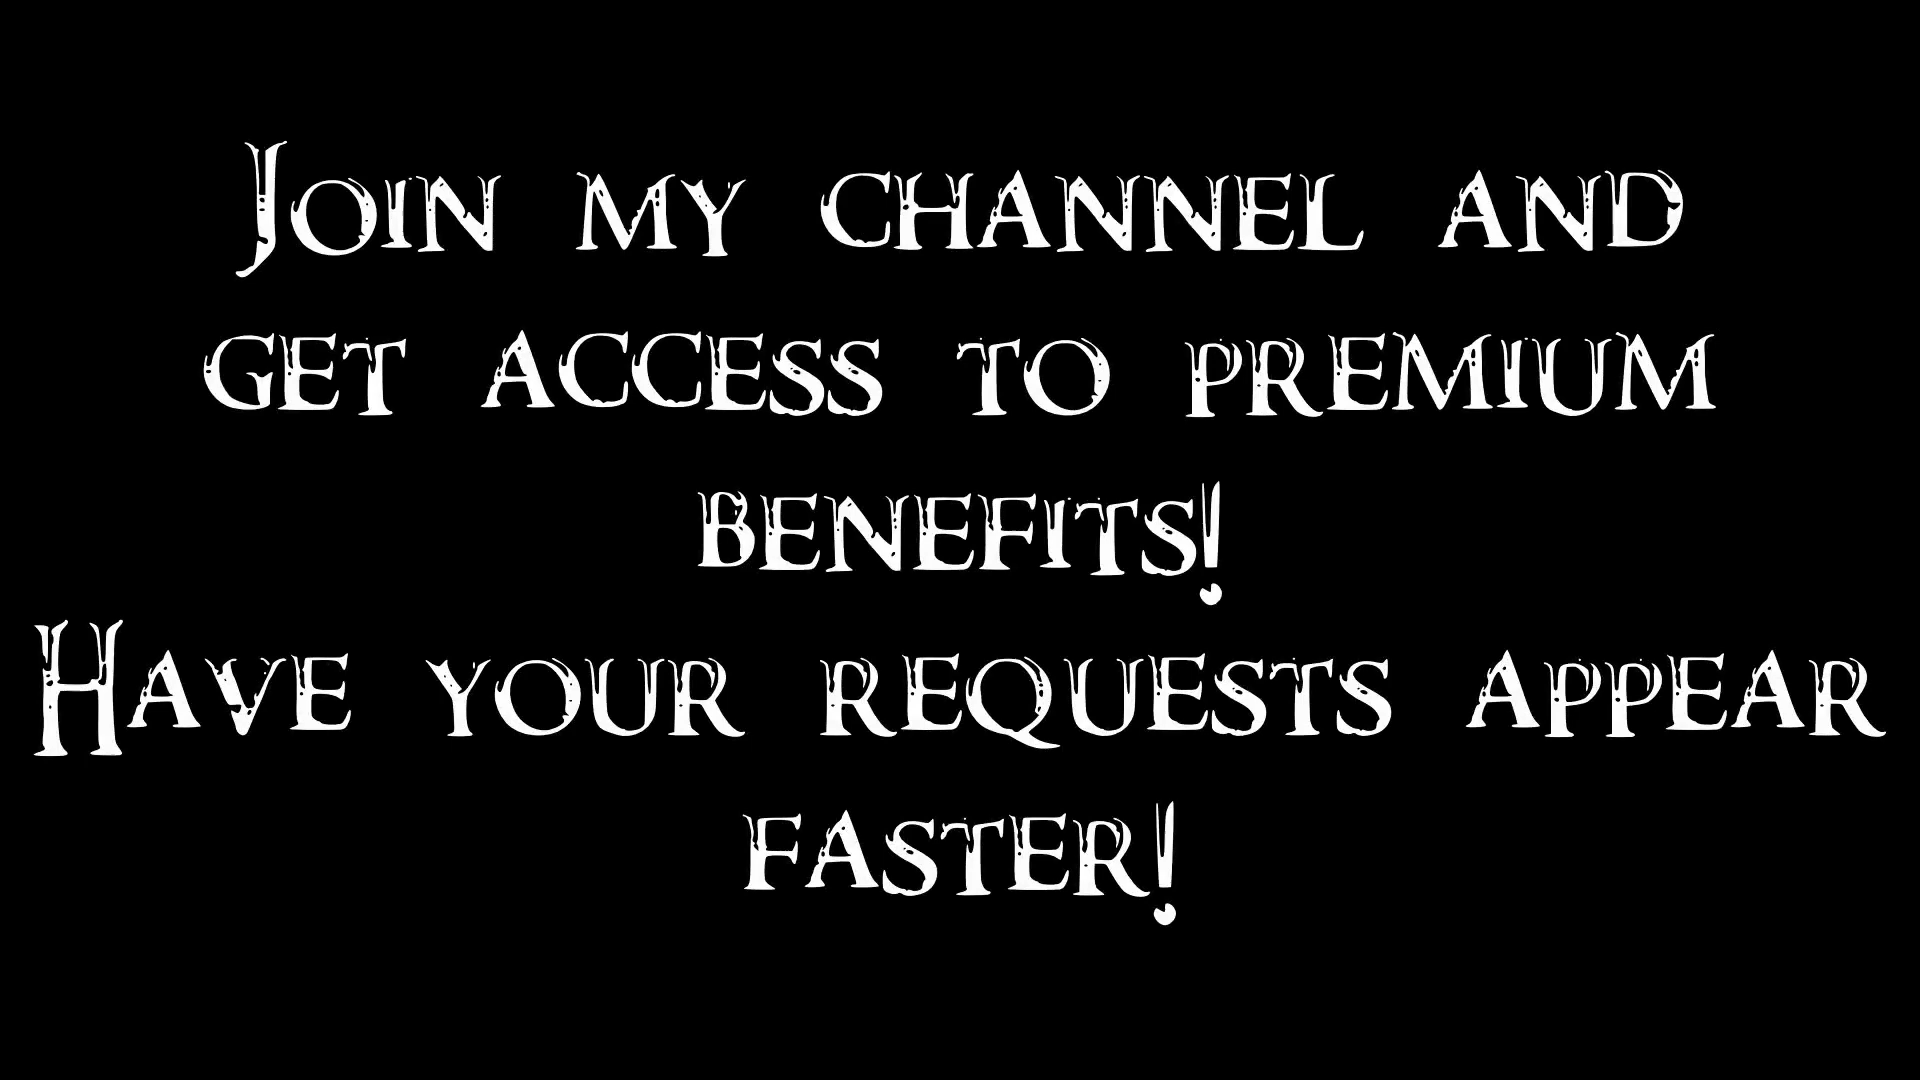 Join my channel and
get access to premium
benefits!
Have your requests appear
faster!